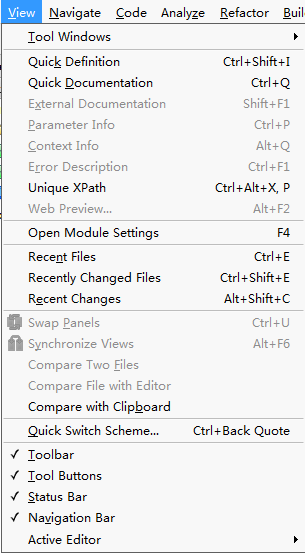 View Navigate Code Analyze Refactor Buil
Tool Windows
Quick Definition Ctrl+Shift+I
Quick Documentation Ctrl+Q
External Documentation Shift+F1
Parameter Info Ctrl+P
Context Info Alt+Q
Error Description Ctrl+F1
Unique XPath Ctrl+Alt+X, P
Web Preview... Alt+F2
Open Module Settings F4
Recent Files Ctrl+E
Recently Changed Files Ctrl+Shift+E
Recent Changes Alt+Shift+C
Swap Panels Ctrl+U
Synchronize Views Alt+F6
Compare Two Files
Compare File with Editor
Compare with Clipboard
Quick Switch Scheme... Ctrl+Back Quote
✓ Toolbar
✓ Tool Buttons
✓ Status Bar
✓ Navigation Bar
Active Editor